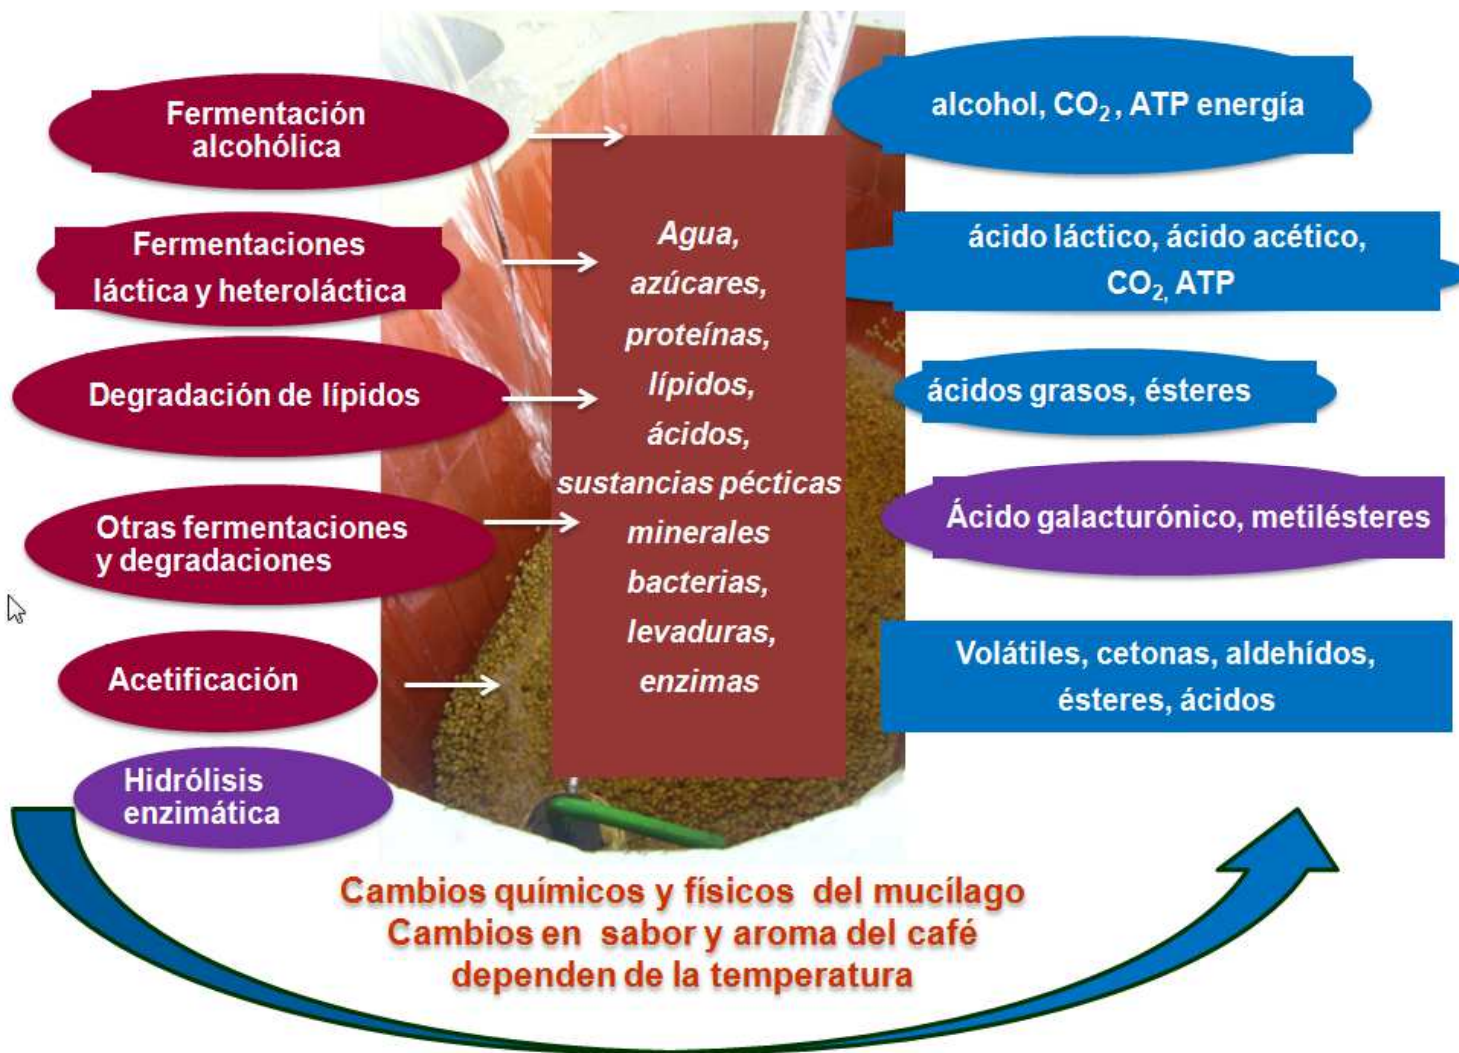 Fermentación
alcohólica
Fermentaciones
láctica y heteroláctica
Degradación de lípidos
Otras fermentaciones
y degradaciones
Acetificación
Hidrólisis
enzimática
Agua,
azúcares,
proteínas,
lípidos,
ácidos,
sustancias pécticas
minerales
bacterias,
levaduras,
enzimas
alcohol, CO₂ , ATP energía
ácido láctico, ácido acético,
CO₂, ATP
ácidos grasos, ésteres
Ácido galacturónico, metilésteres
Volátiles, cetonas, aldehídos,
ésteres, ácidos
Cambios químicos y físicos del mucílago
Cambios en sabor y aroma del café
dependen de la temperatura